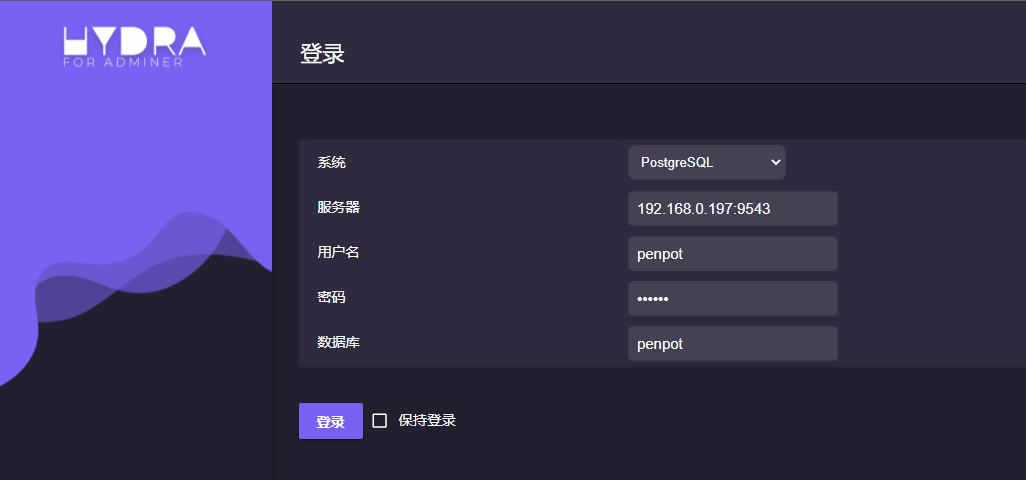 HYDRA
FOR ADMINER
登录
系统
PostgreSQL
服务器
192.168.0.197:9543
用户名
penpot
密码
••••••
数据库
penpot
登录
保持登录